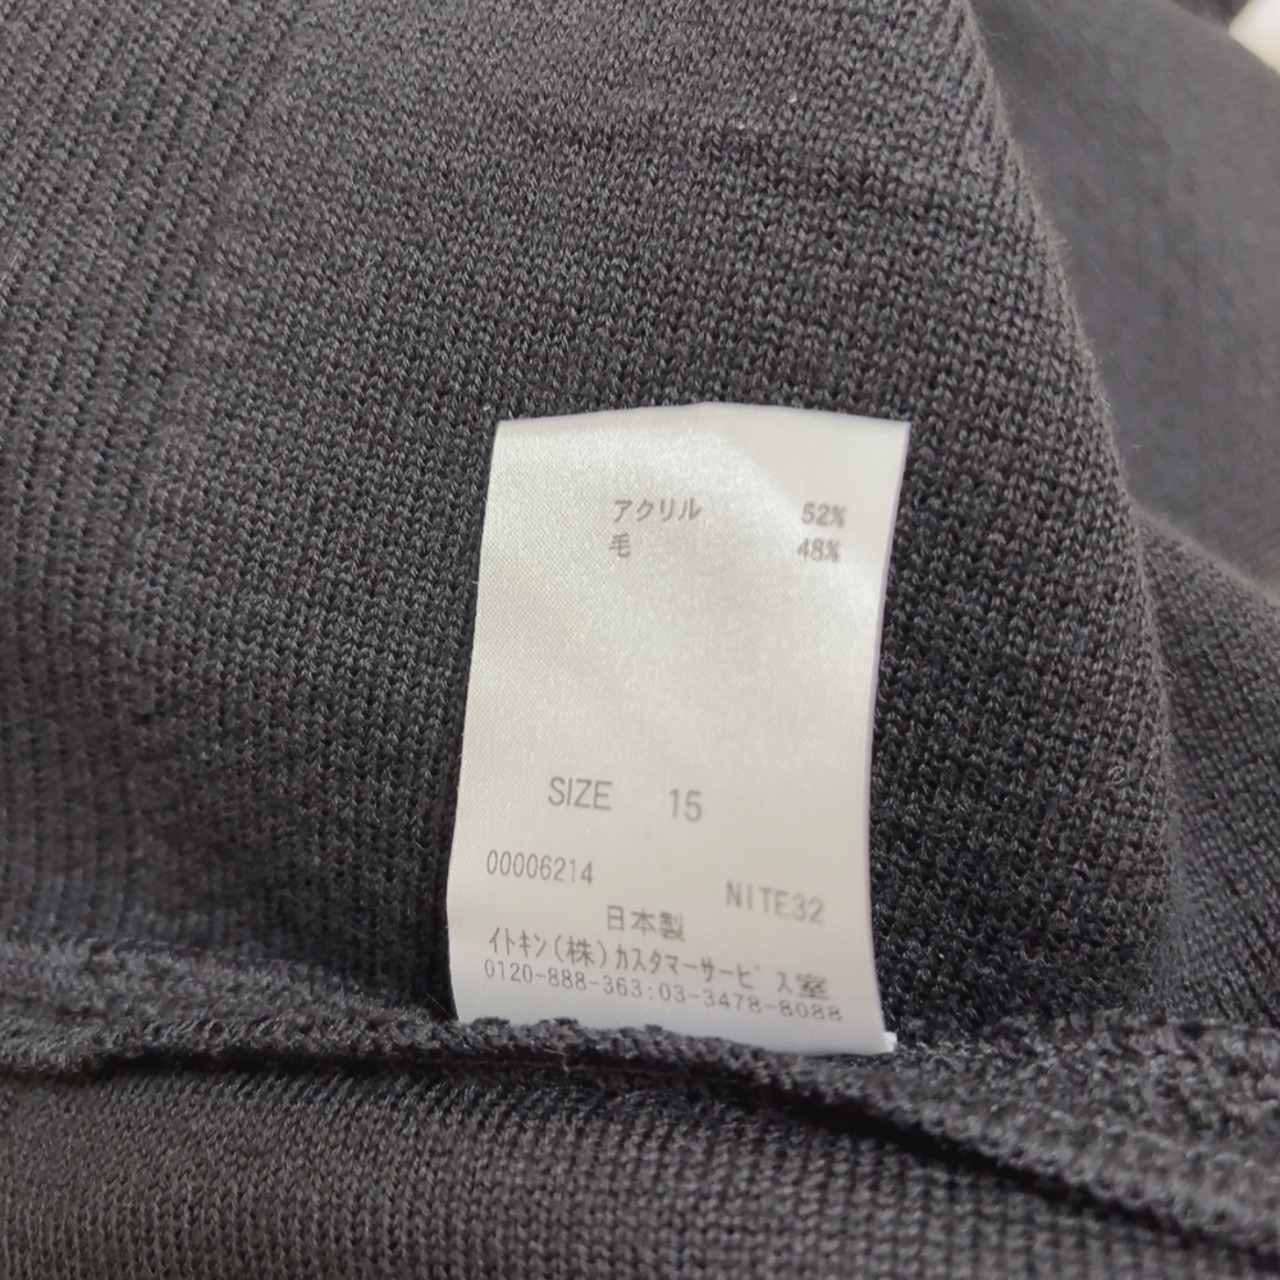 アクリル 52%
毛 48%
SIZE 15
00006214
NITE32
日本製
イトキン(株)カスタマーサービス室
0120-888-363:03-3478-8088